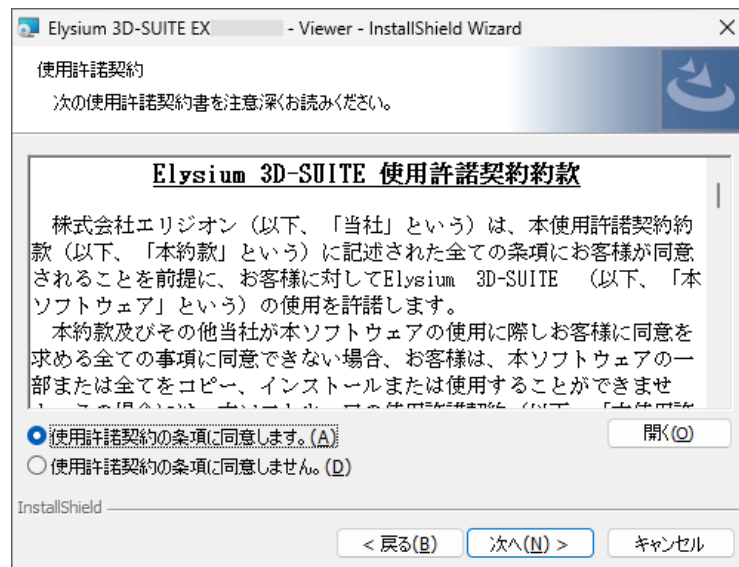 Elysium 3D-SUITE EX - Viewer - InstallShield Wizard
使用許諾契約
次の使用許諾契約書を注意深くお読みください。
Elysium 3D-SUITE 使用許諾契約約款
株式会社エリジオン（以下、「当社」という）は、本使用許諾契約約
款（以下、「本約款」という）に記述された全ての条項にお客様が同意
されることを前提に、お客様に対してElysium 3D-SUITE （以下、「本
ソフトウェア」という）の使用を許諾します。
本約款及びその他当社が本ソフトウェアの使用に際しお客様に同意を
求める全ての事項に同意できない場合、お客様は、本ソフトウェアの一
部または全てをコピー、インストールまたは使用することができませ
使用許諾契約の条項に同意します。(A)
開く(O)
使用許諾契約の条項に同意しません。(D)
InstallShield
< 戻る(B)
次へ(N) >
キャンセル